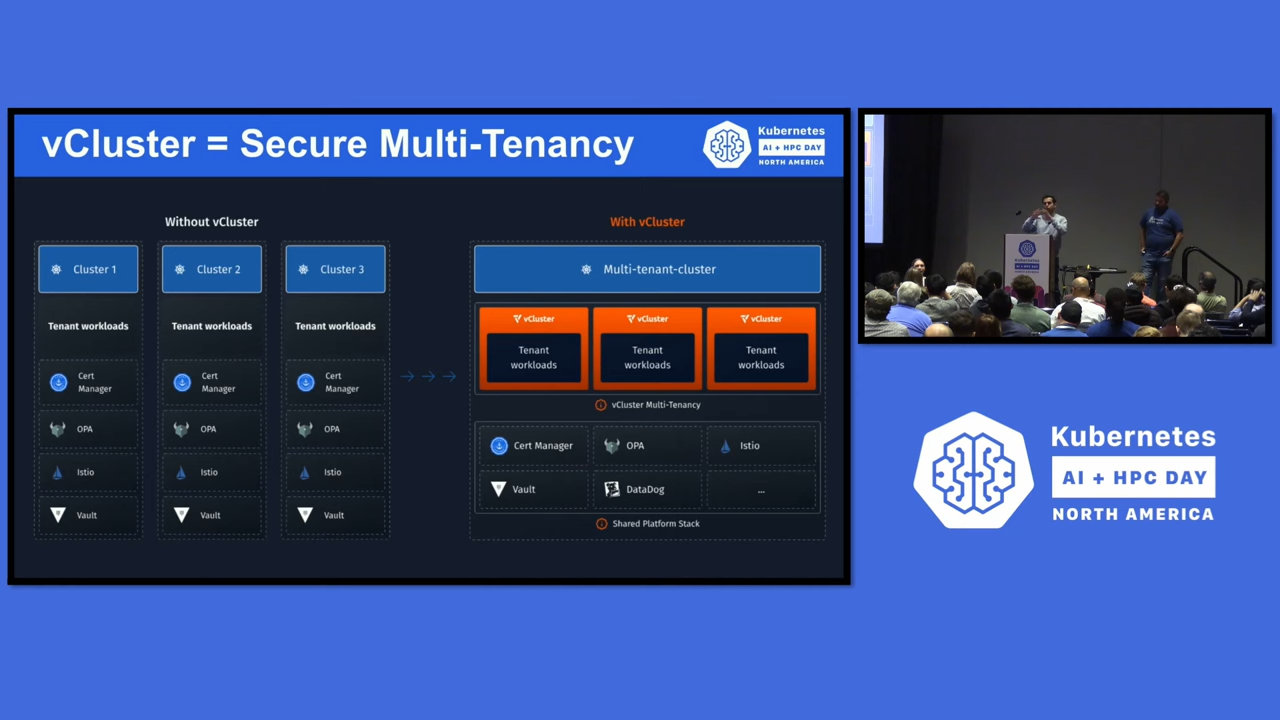 vCluster = Secure Multi-Tenancy
Kubernetes
AI + HPC DAY
NORTH AMERICA
Without vCluster
Cluster 1
Cluster 2
Cluster 3
Tenant workloads
Tenant workloads
Tenant workloads
Cert
Manager
Cert
Manager
Cert
Manager
OPA
OPA
OPA
Istio
Istio
Istio
Vault
Vault
Vault
With vCluster
Multi-tenant-cluster
vCluster
vCluster
vCluster
Tenant
workloads
Tenant
workloads
Tenant
workloads
vCluster Multi-Tenancy
Cert Manager
OPA
Istio
Vault
DataDog
...
Shared Platform Stack
Kubernetes
AI + HPC DAY
NORTH AMERICA